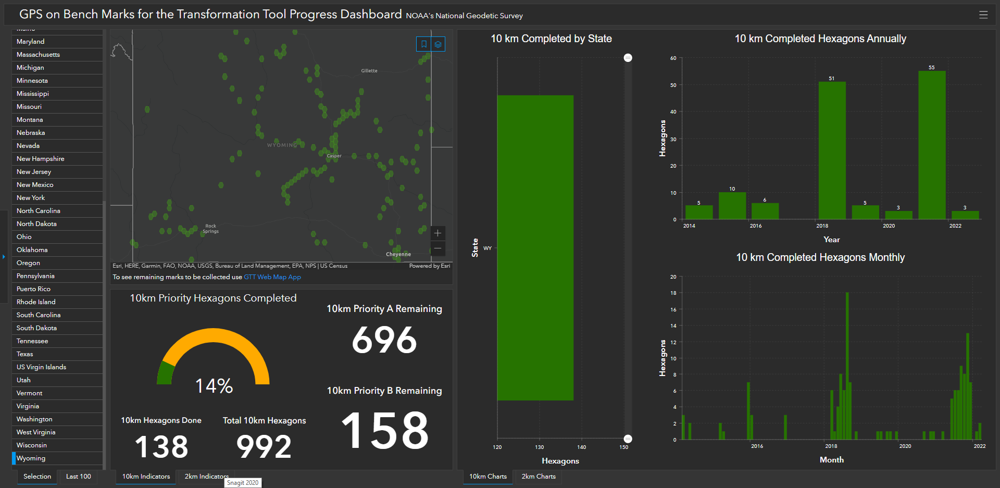 GPS on Bench Marks for the Transformation Tool Progress Dashboard NOAA's National Geodetic Survey
Maine
Maryland
Massachusetts
Michigan
Minnesota
Mississippi
Missouri
Montana
Nebraska
Nevada
New Hampshire
New Jersey
New Mexico
New York
North Carolina
North Dakota
Ohio
Oklahoma
Oregon
Pennsylvania
Puerto Rico
Rhode Island
South Carolina
South Dakota
Tennessee
Texas
US Virgin Islands
Utah
Vermont
Virginia
Washington
West Virginia
Wisconsin
Wyoming
Selection Last 100
Gillette
WYOMING
Casper
Rock
Springs
Cheyenne
Esri, HERE, Garmin, FAO, NOAA, USGS, Bureau of Land Management, EPA, NPS | US Census Powered by Esri
To see remaining marks to be collected use GTT Web Map App
10km Priority Hexagons Completed
14%
10km Hexagons Done
138
Total 10km Hexagons
992
10km Priority A Remaining
696
10km Priority B Remaining
158
10km Indicators 2km Indicators
Snagit 2020
10 km Completed by State
State
WY
120 130 140 150
Hexagons
10 km Completed Hexagons Annually
Hexagons
60
50
40
30
20
10
0
5 10 6 51 5 3 55 3
2014 2016 2018 2020 2022
Year
10 km Completed Hexagons Monthly
Hexagons
20
18
16
14
12
10
8
6
4
2
0
2016 2018 2020 2022
Month
10km Charts 2km Charts